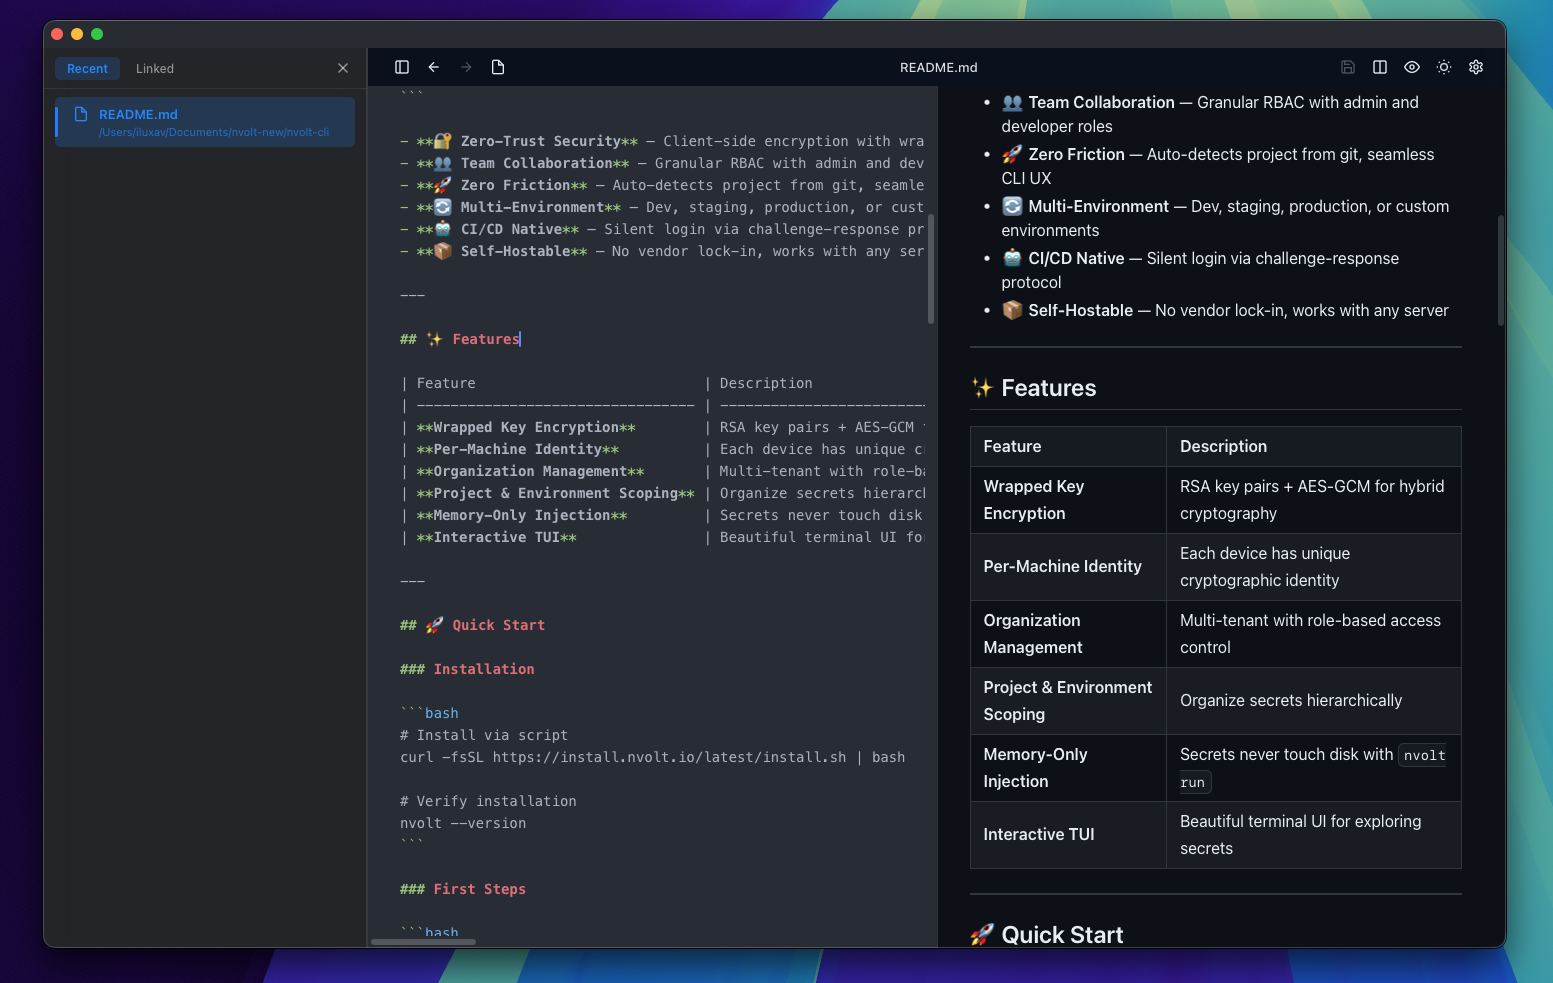 Recent
Linked
README.md
README.md
/Users/iluxav/Documents/nvolt-new/nvolt-cli
```
- **🔐 Zero-Trust Security** — Client-side encryption with wra
- **👥 Team Collaboration** — Granular RBAC with admin and dev
- **🚀 Zero Friction** — Auto-detects project from git, seamle
- **🔄 Multi-Environment** — Dev, staging, production, or cust
- **🤖 CI/CD Native** — Silent login via challenge-response pr
- **📦 Self-Hostable** — No vendor lock-in, works with any ser
---
## ✨ Features
| Feature | Description
| --------------------------------- | -------------------------
| **Wrapped Key Encryption** | RSA key pairs + AES-GCM
| **Per-Machine Identity** | Each device has unique c
| **Organization Management** | Multi-tenant with role-ba
| **Project & Environment Scoping** | Organize secrets hierarch
| **Memory-Only Injection** | Secrets never touch disk
| **Interactive TUI** | Beautiful terminal UI fo
---
## 🚀 Quick Start
### Installation
```bash
# Install via script
curl -fsSL https://install.nvolt.io/latest/install.sh | bash
# Verify installation
nvolt --version
```
### First Steps
```bash
• 👥 Team Collaboration — Granular RBAC with admin and
developer roles
• 🚀 Zero Friction — Auto-detects project from git, seamless
CLI UX
• 🔄 Multi-Environment — Dev, staging, production, or custom
environments
• 🤖 CI/CD Native — Silent login via challenge-response
protocol
• 📦 Self-Hostable — No vendor lock-in, works with any server
✨ Features
Feature Description
Wrapped Key
Encryption
RSA key pairs + AES-GCM for hybrid
cryptography
Per-Machine Identity
Each device has unique
cryptographic identity
Organization
Management
Multi-tenant with role-based access
control
Project & Environment
Scoping
Organize secrets hierarchically
Memory-Only
Injection
Secrets never touch disk with nvolt
run
Interactive TUI
Beautiful terminal UI for exploring
secrets
🚀 Quick Start